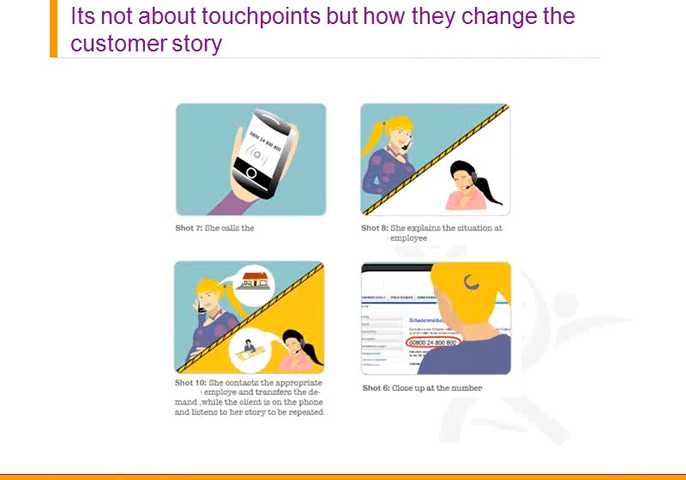 Its not about touchpoints but how they change the
customer story
0800 24 800 800
Shot 7: She calls the
Shot 8: She explains the situation at
employee
Shot 10: She contacts the appropriate
employe and transfers the de-
mand ,while the client is on the phone
and listens to her story to be repeated
00800 24 800 800
Shot 6: Close up at the number